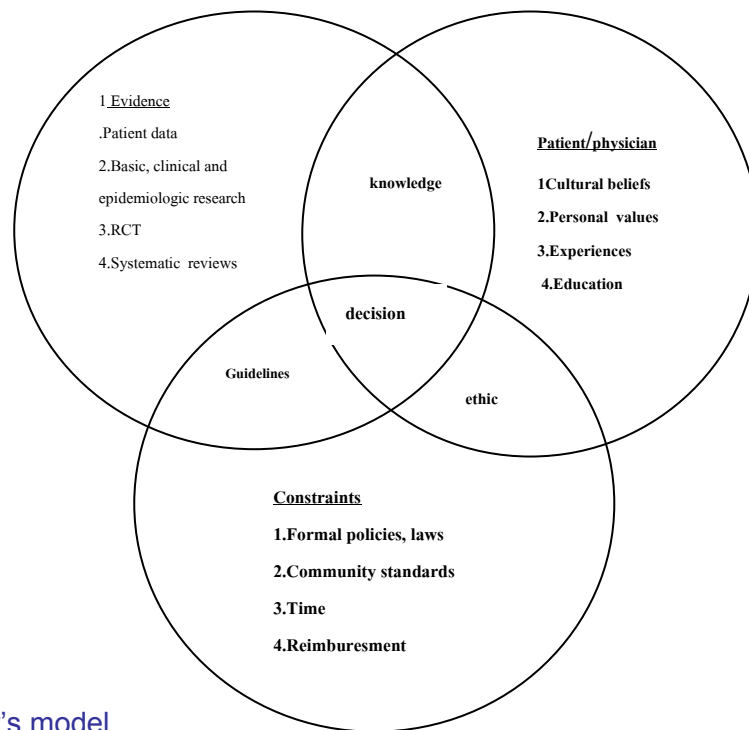 1 Evidence
.Patient data
2.Basic, clinical and
epidemiologic research
3.RCT
4.Systematic reviews
knowledge
Patient/physician
1Cultural beliefs
2.Personal values
3.Experiences
4.Education
decision
Guidelines
ethic
Constraints
1.Formal policies, laws
2.Community standards
3.Time
4.Reimburesment
's model